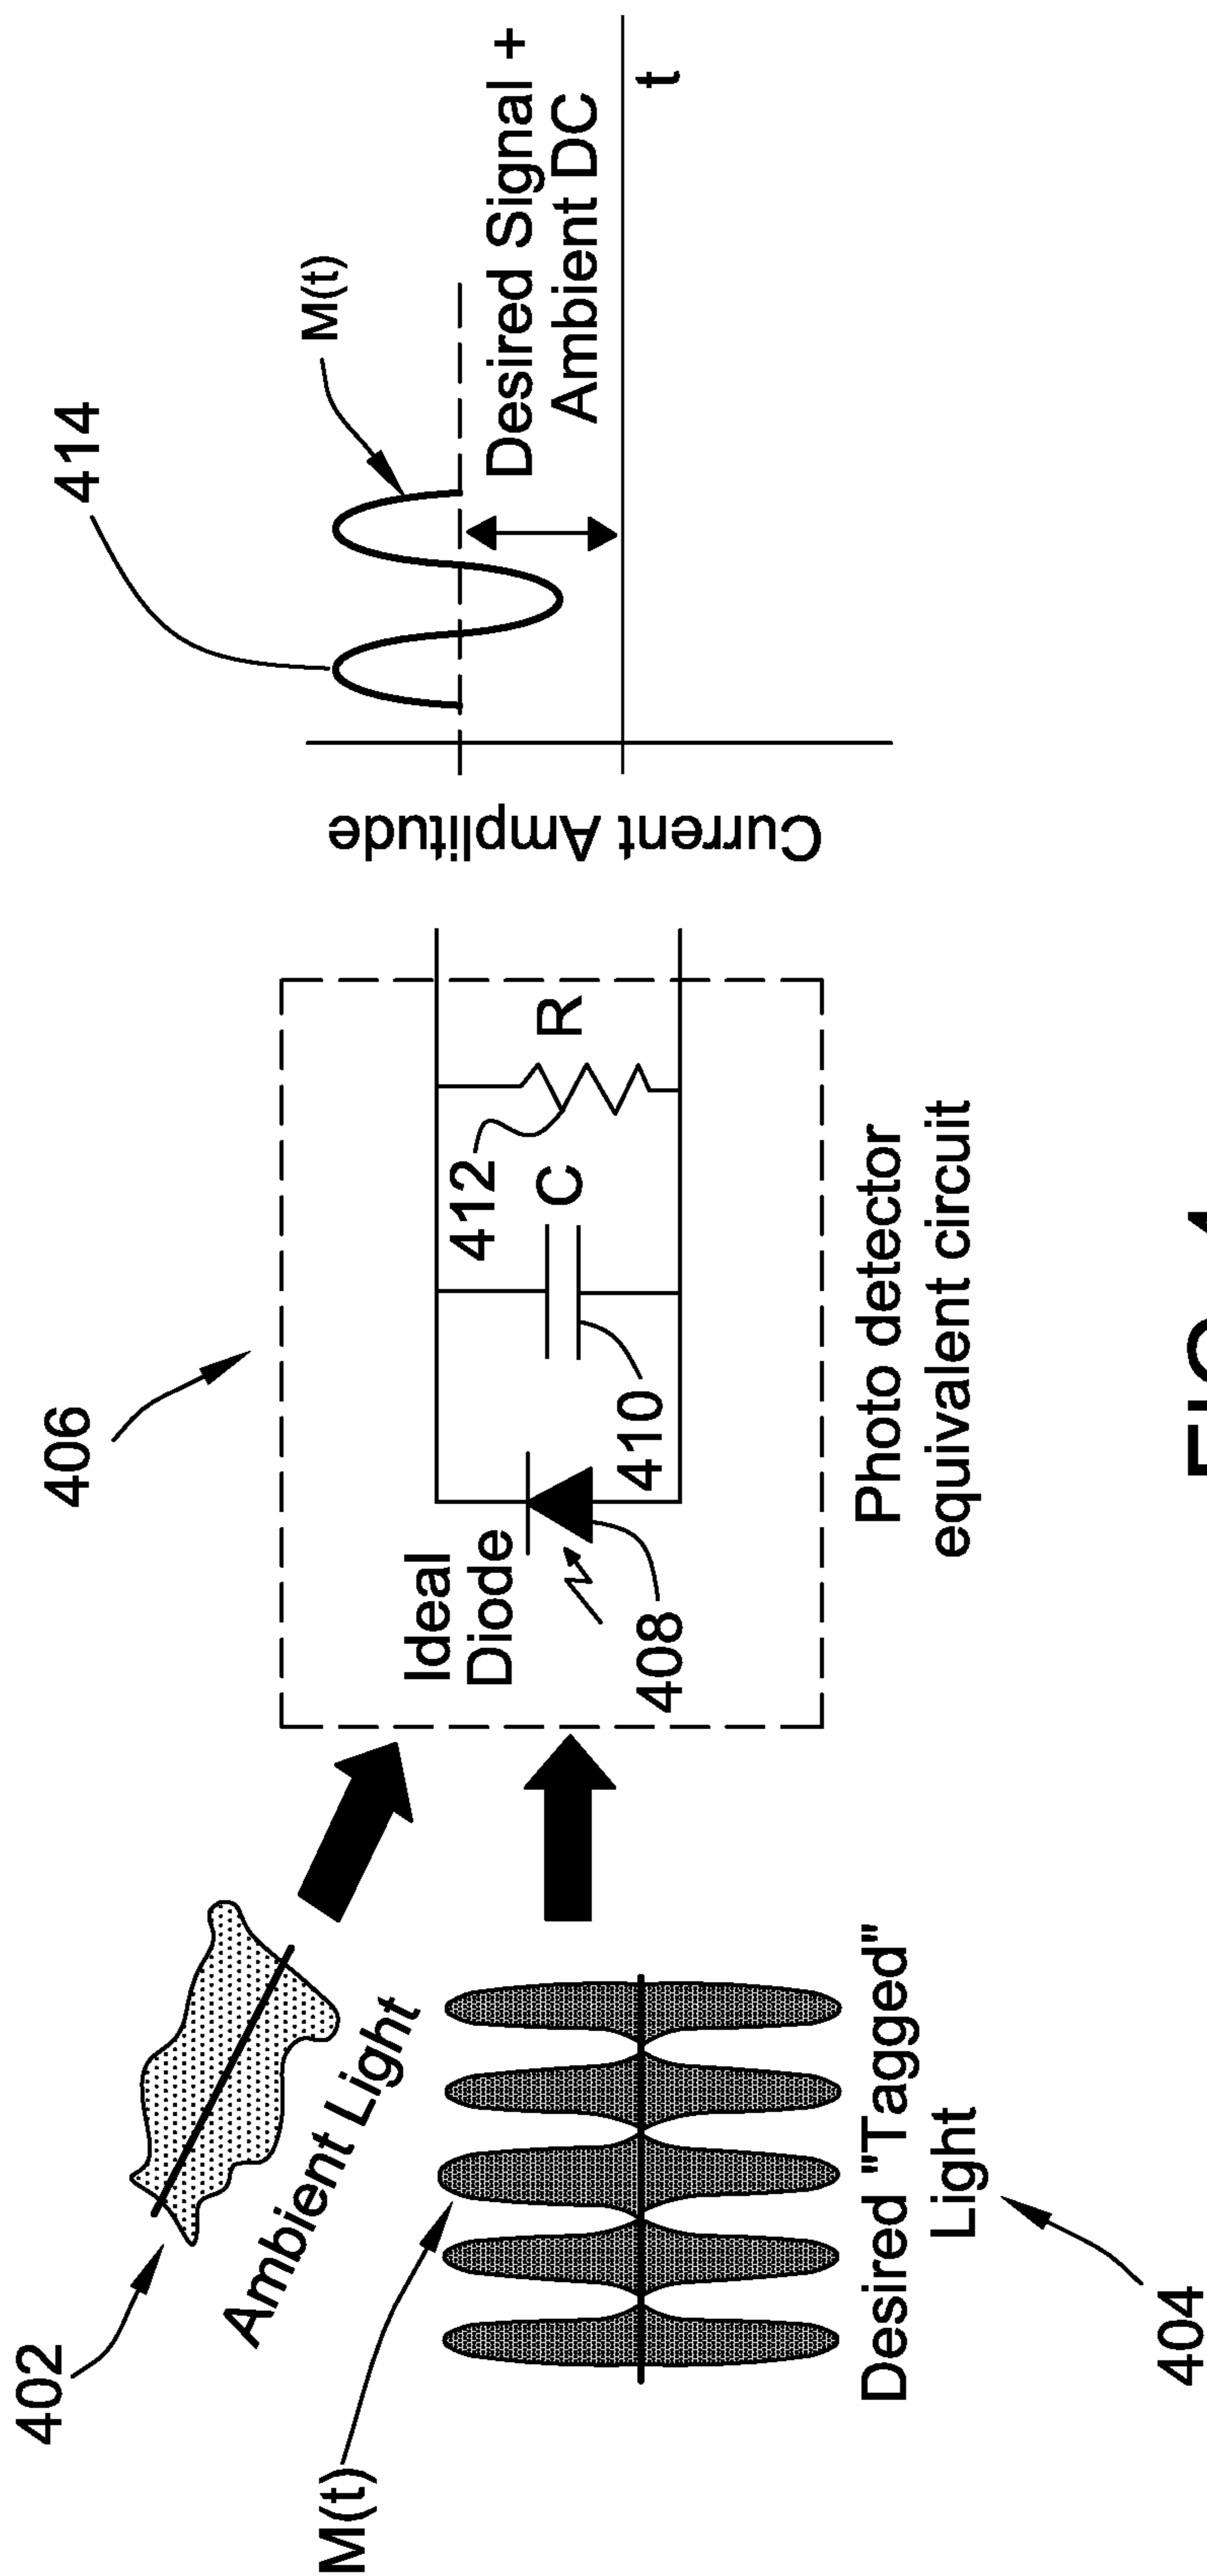 402
Ambient Light
M(t)
Desired "Tagged"
Light
404
406
Ideal
Diode
408
410
C
412
R
Photo detector
equivalent circuit
Current Amplitude
414
M(t)
Desired Signal +
Ambient DC
t